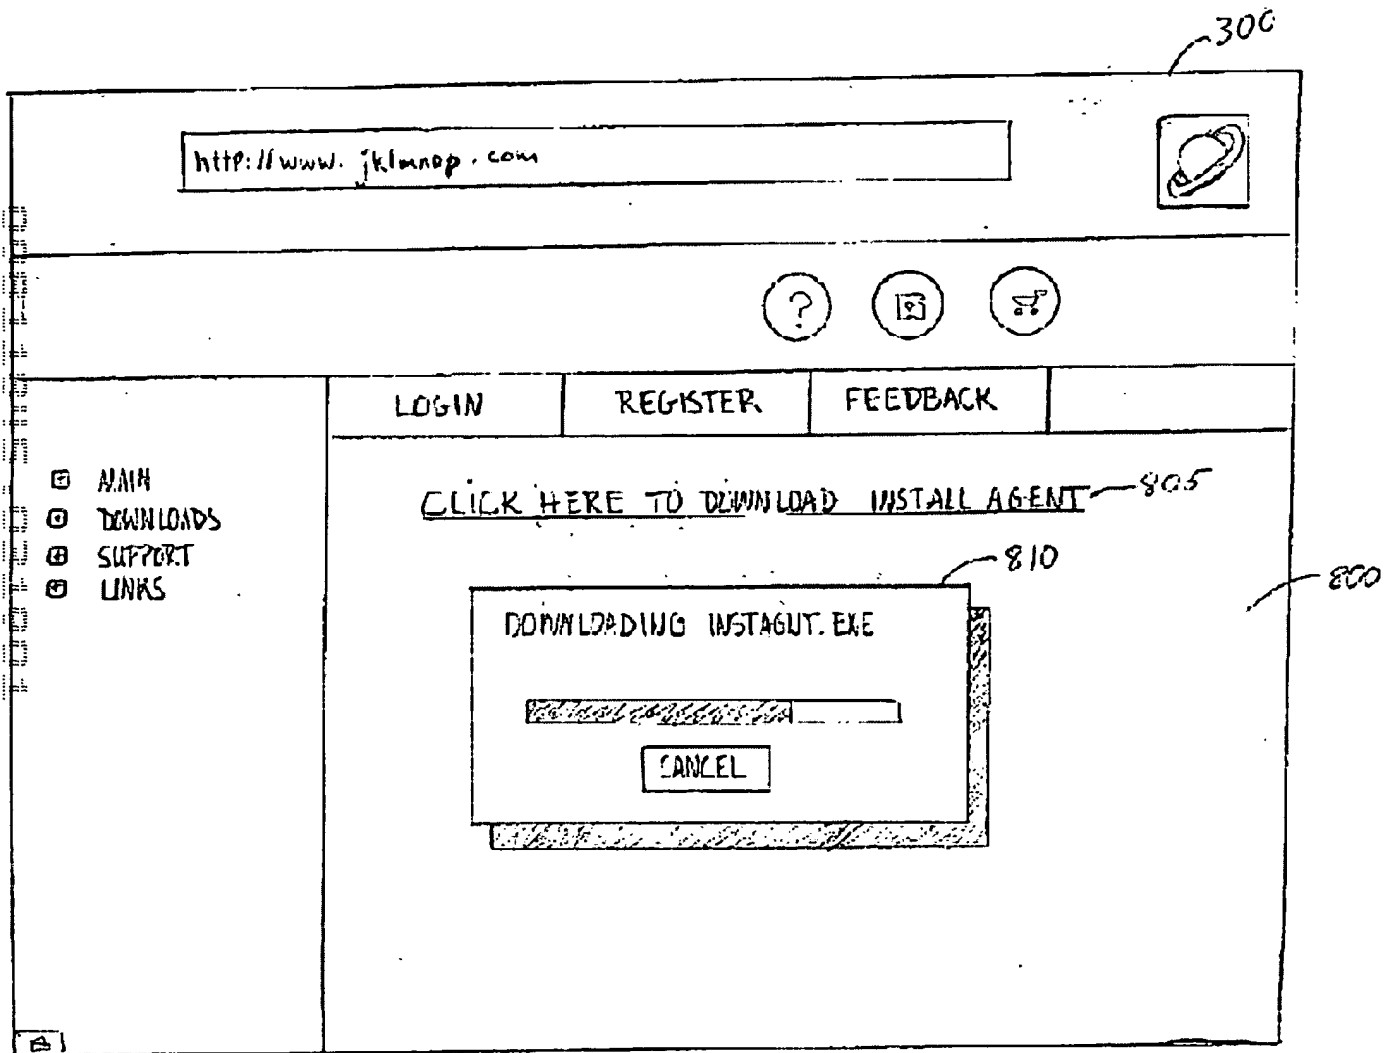 300
http://www.jklmnop.com
?
LOGIN REGISTER FEEDBACK
MAIN
DOWNLOADS
SUPPORT
LINKS
CLICK HERE TO DOWNLOAD INSTALL AGENT 805
810
800
DOWNLOADING INSTAGNT.EXE
CANCEL